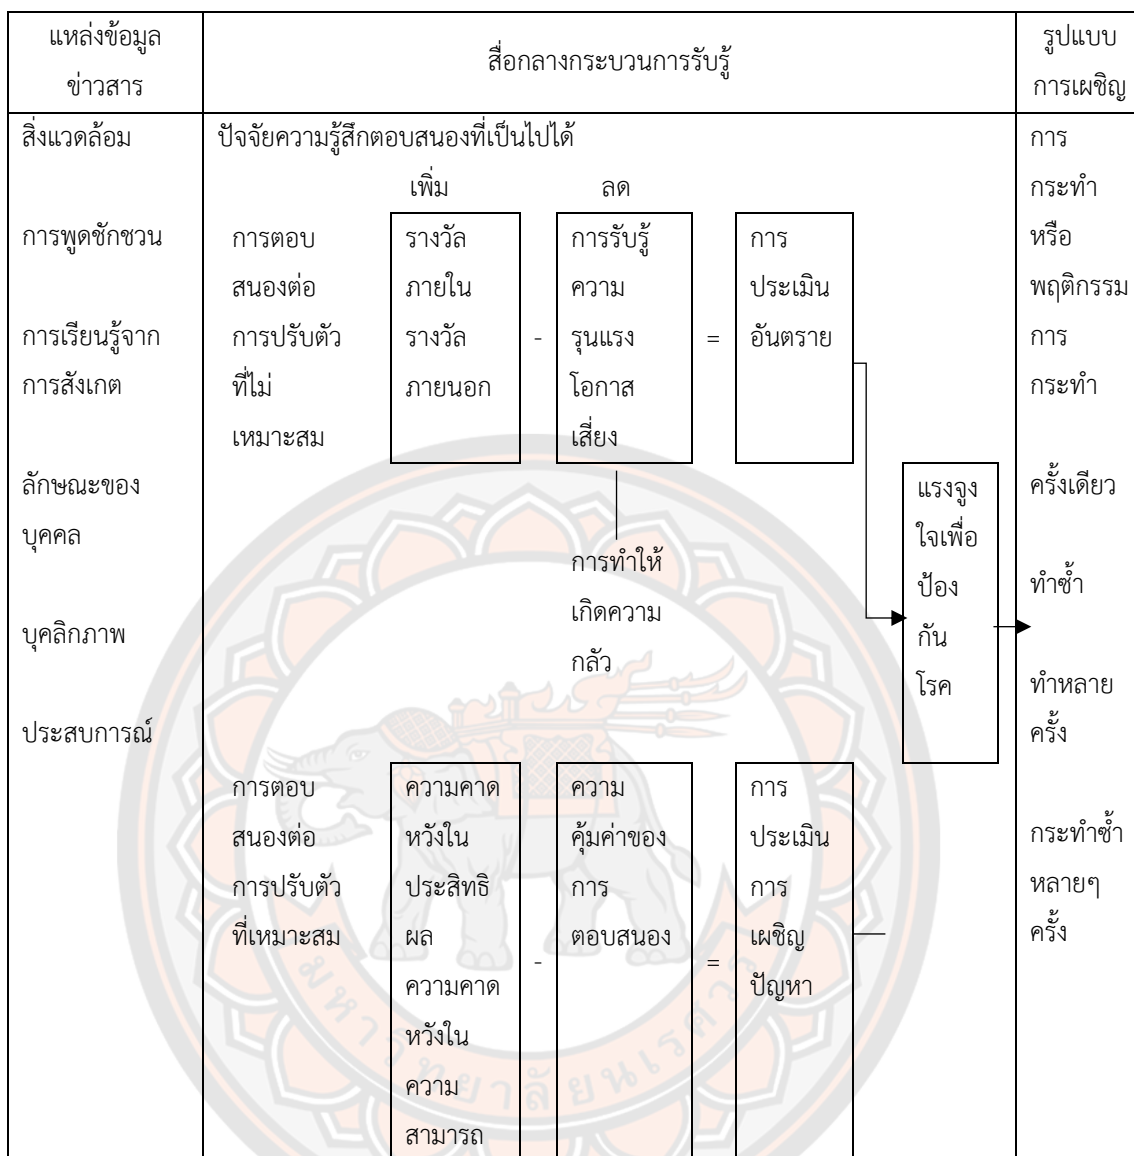 แหล่งข้อมูล
ข่าวสาร
สื่อกลางกระบวนการรับรู้
รูปแบบ
การเผชิญ
สิ่งแวดล้อม
การพูดชักชวน
การเรียนรู้จาก
การสังเกต
ลักษณะของ
บุคคล
บุคลิกภาพ
ประสบการณ์
ปัจจัยความรู้สึกตอบสนองที่เป็นไปได้
เพิ่ม
ลด
การตอบ
สนองต่อ
การปรับตัว
ที่ไม่
เหมาะสม
รางวัล
ภายใน
รางวัล
ภายนอก
-
การรับรู้
ความ
รุนแรง
โอกาส
เสี่ยง
=
การ
ประเมิน
อันตราย
การทำให้
เกิดความ
กลัว
แรงจูง
ใจเพื่อ
ป้อง
กัน
โรค
การตอบ
สนองต่อ
การปรับตัว
ที่เหมาะสม
ความคาด
หวังใน
ประสิทธิ
ผล
ความคาด
หวังใน
ความ
สามารถ
-
ความ
คุ้มค่าของ
การ
ตอบสนอง
=
การ
ประเมิน
การ
เผชิญ
ปัญหา
การ
กระทำ
หรือ
พฤติกรรม
การ
กระทำ
ครั้งเดียว
ทำซ้ำ
ทำหลาย
ครั้ง
กระทำซ้ำ
หลายๆ
ครั้ง
มหาวิทยาลัยนเรศวร